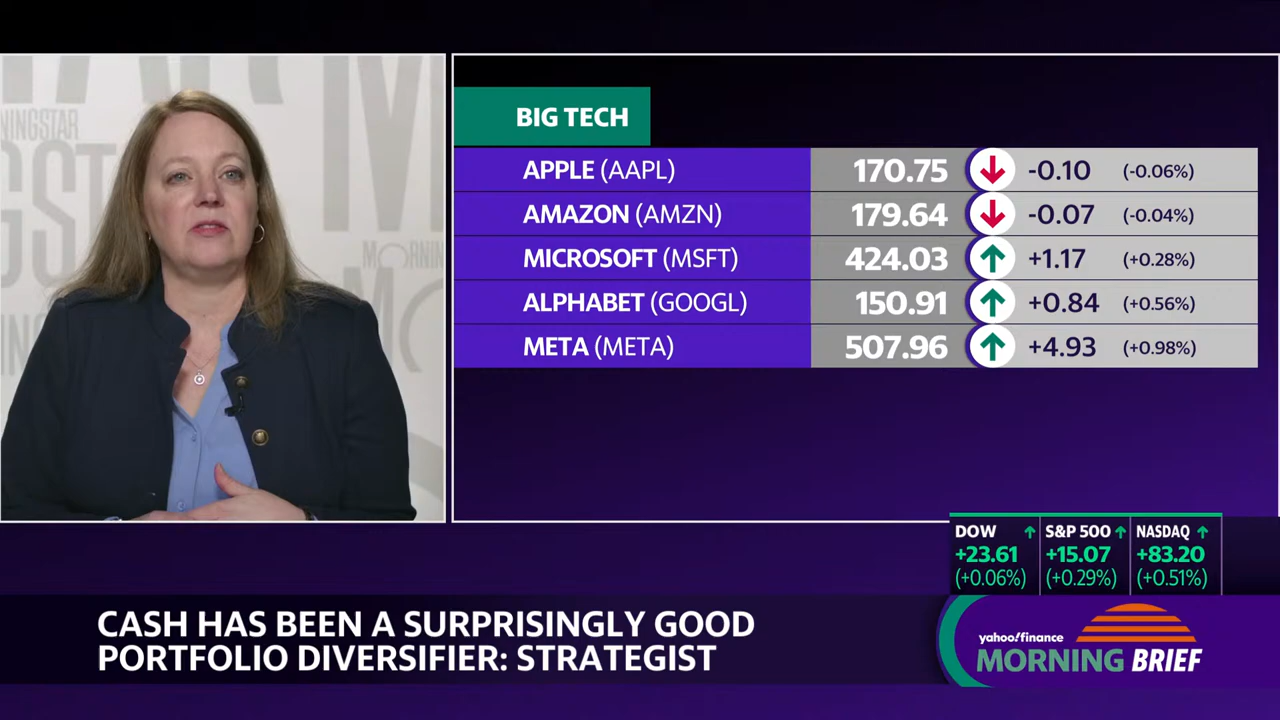 NINGSTAR
GST
MORNIN
BIG TECH
APPLE (AAPL) 170.75 -0.10 (-0.06%)
AMAZON (AMZN) 179.64 -0.07 (-0.04%)
MICROSOFT (MSFT) 424.03 +1.17 (+0.28%)
ALPHABET (GOOGL) 150.91 +0.84 (+0.56%)
META (META) 507.96 +4.93 (+0.98%)
DOW S&P 500 NASDAQ
+23.61 +15.07 +83.20
(+0.06%) (+0.29%) (+0.51%)
CASH HAS BEEN A SURPRISINGLY GOOD
PORTFOLIO DIVERSIFIER: STRATEGIST
yahoo!finance
MORNING BRIEF